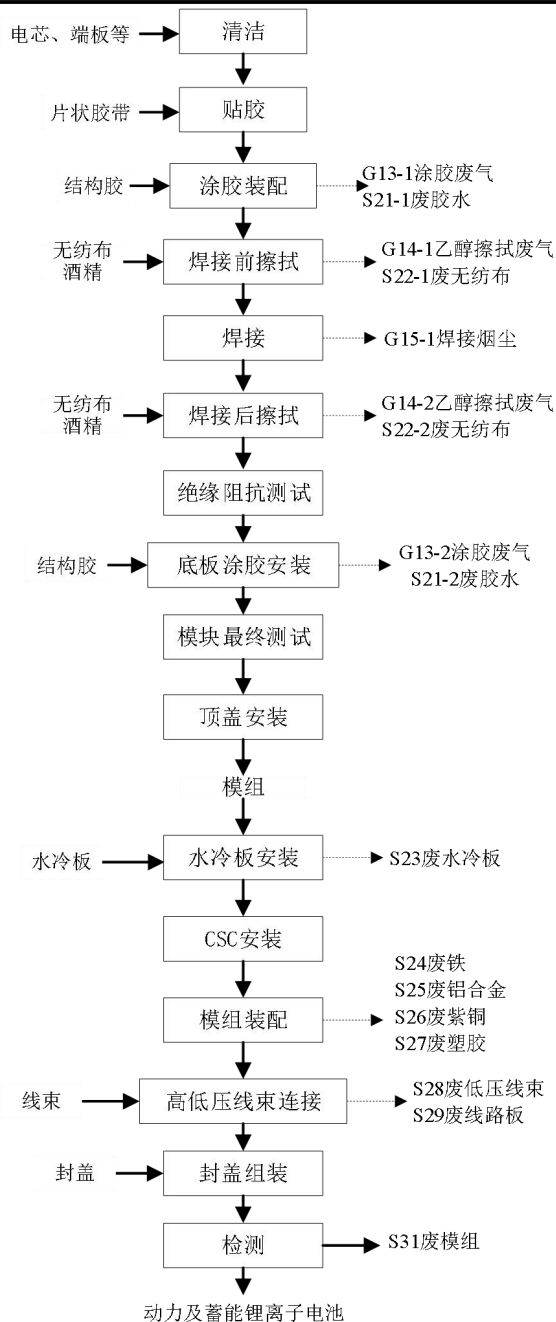 电芯、端板等
清洁
片状胶带
贴胶
结构胶
涂胶装配
G13-1涂胶废气
S21-1废胶水
无纺布
酒精
焊接前擦拭
G14-1乙醇擦拭废气
S22-1废无纺布
焊接
G15-1焊接烟尘
无纺布
酒精
焊接后擦拭
G14-2乙醇擦拭废气
S22-2废无纺布
绝缘阻抗测试
结构胶
底板涂胶安装
G13-2涂胶废气
S21-2废胶水
模块最终测试
顶盖安装
模组
水冷板
水冷板安装
S23废水冷板
CSC安装
模组装配
S24废铁
S25废铝合金
S26废紫铜
S27废塑胶
线束
高低压线束连接
S28废低压线束
S29废线路板
封盖
封盖组装
检测
S31废模组
动力及蓄能锂离子电池